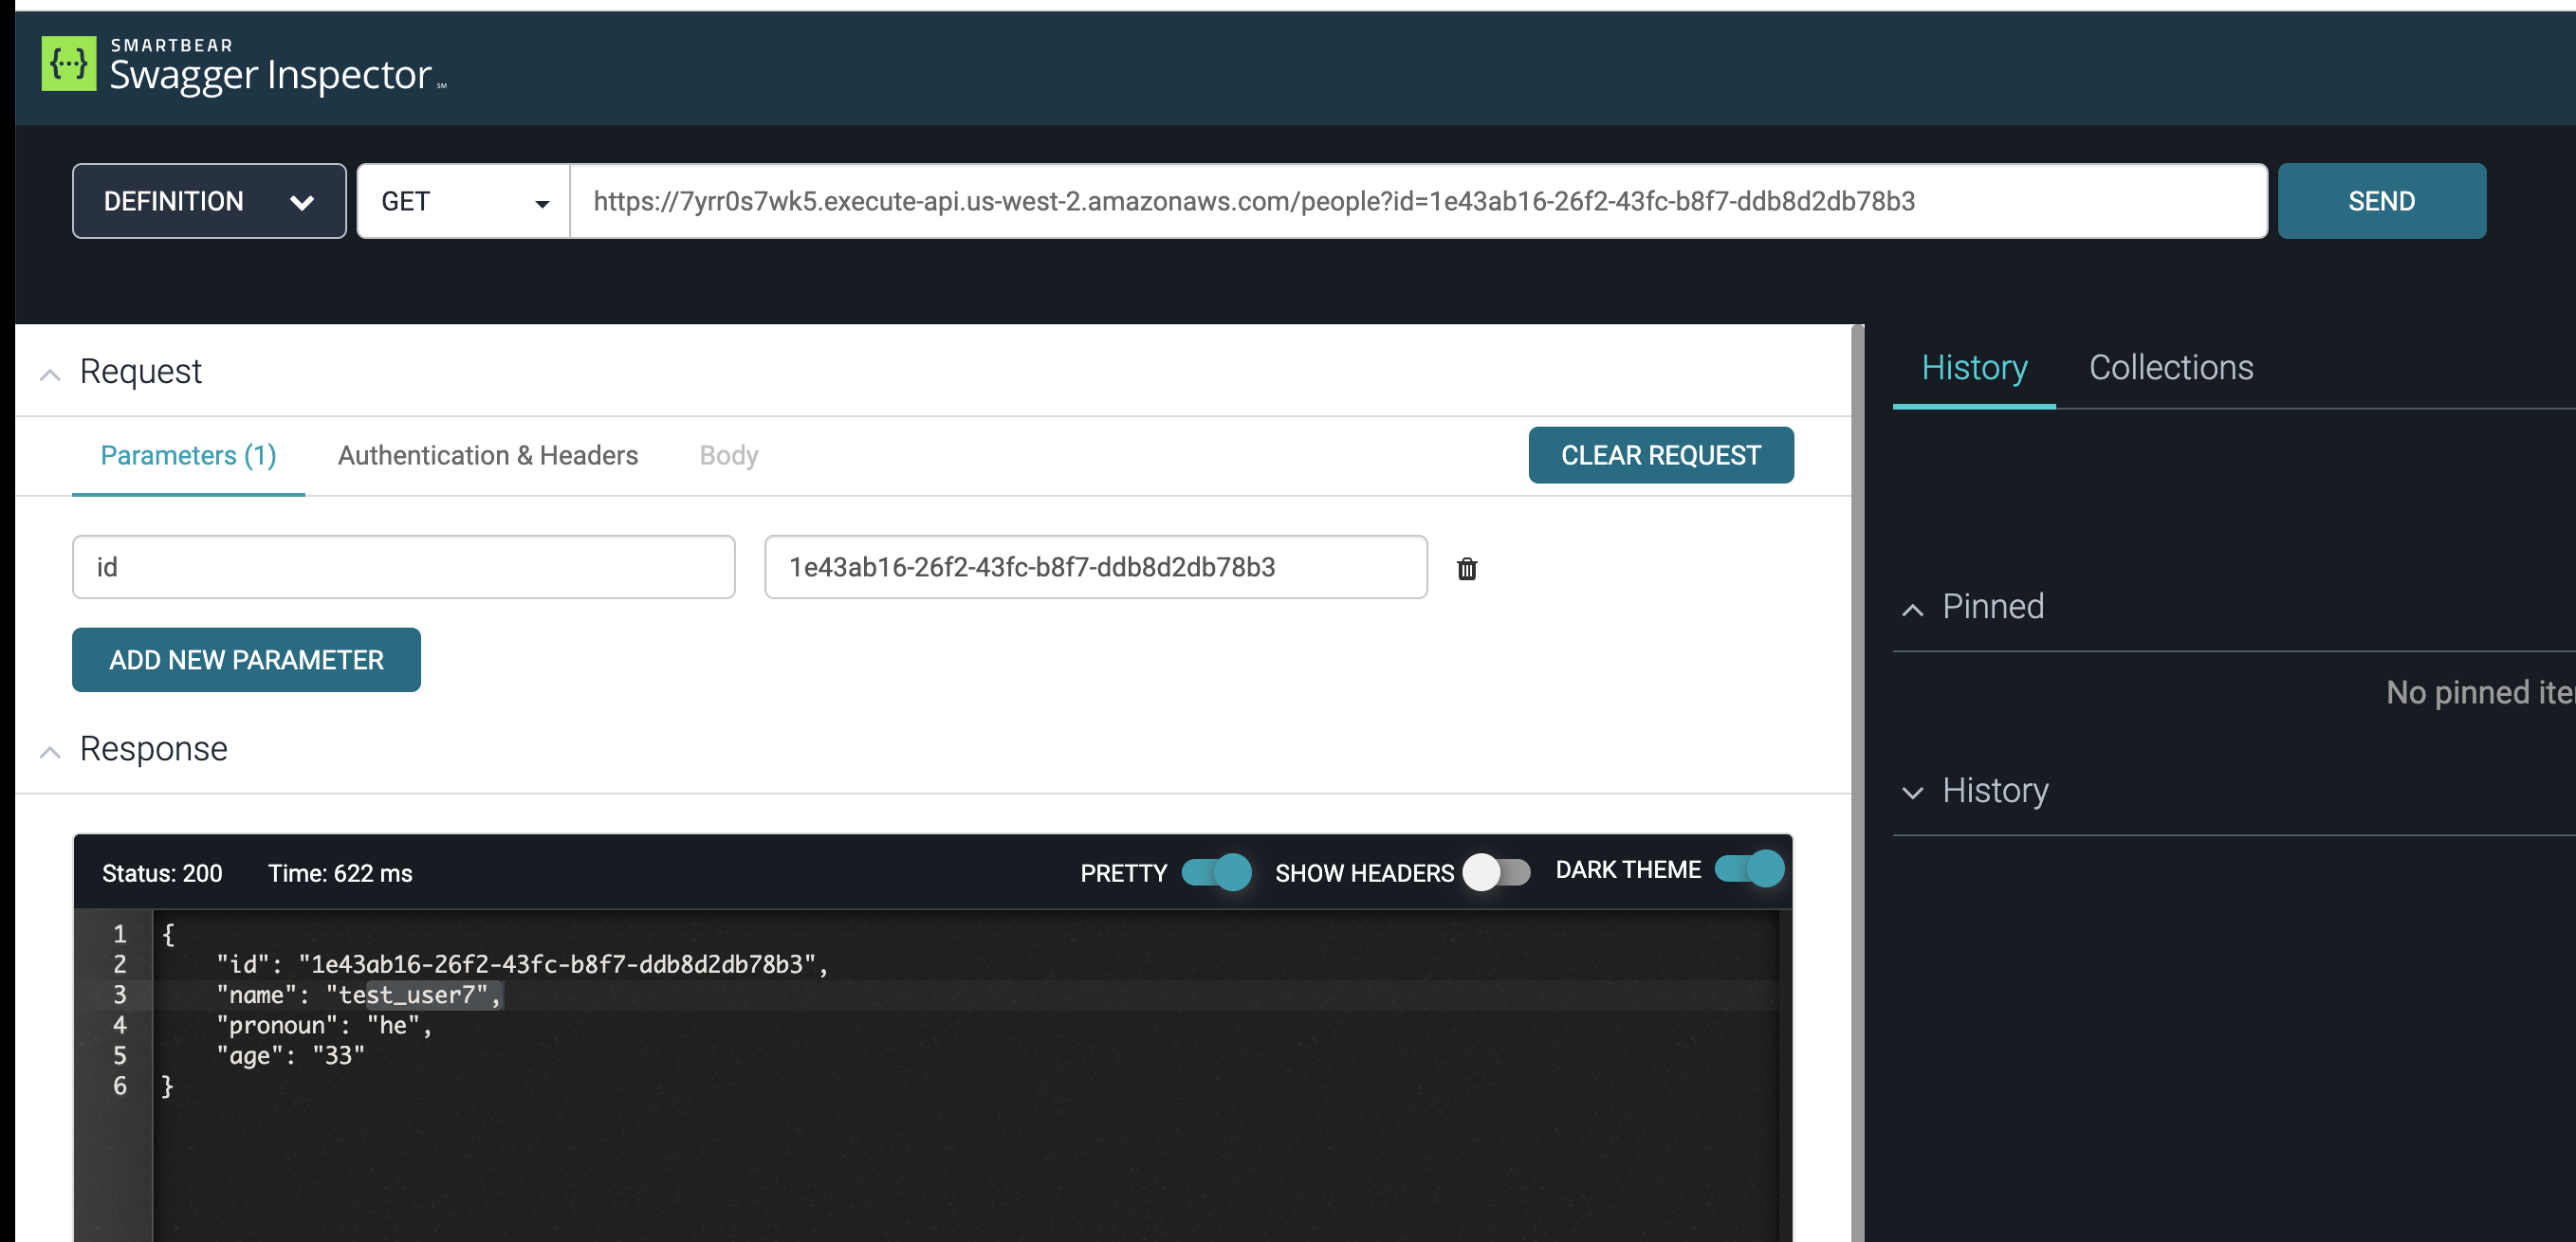 SMARTBEAR
Swagger Inspector SM
DEFINITION GET https://7yrr0s7wk5.execute-api.us-west-2.amazonaws.com/people?id=1e43ab16-26f2-43fc-b8f7-ddb8d2db78b3 SEND
Request
Parameters (1) Authentication & Headers Body CLEAR REQUEST
id 1e43ab16-26f2-43fc-b8f7-ddb8d2db78b3
ADD NEW PARAMETER
Response
Status: 200 Time: 622 ms PRETTY SHOW HEADERS DARK THEME
1 {
2 "id": "1e43ab16-26f2-43fc-b8f7-ddb8d2db78b3",
3 "name": "test_user7",
4 "pronoun": "he",
5 "age": "33"
6 }
History Collections
Pinned
No pinned
History